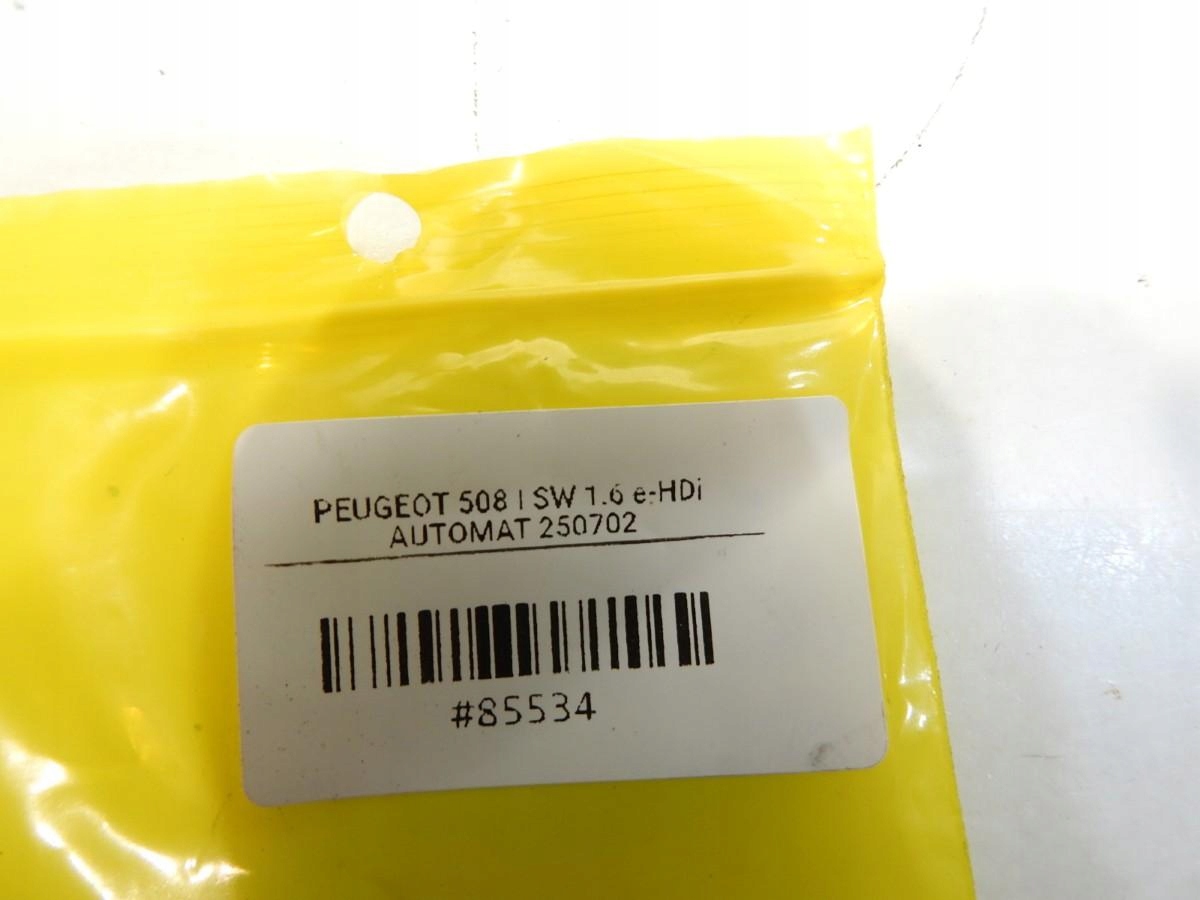 PEUGEOT 508 I SW 1.6 e-HDi
AUTOMAT 250702
#85534